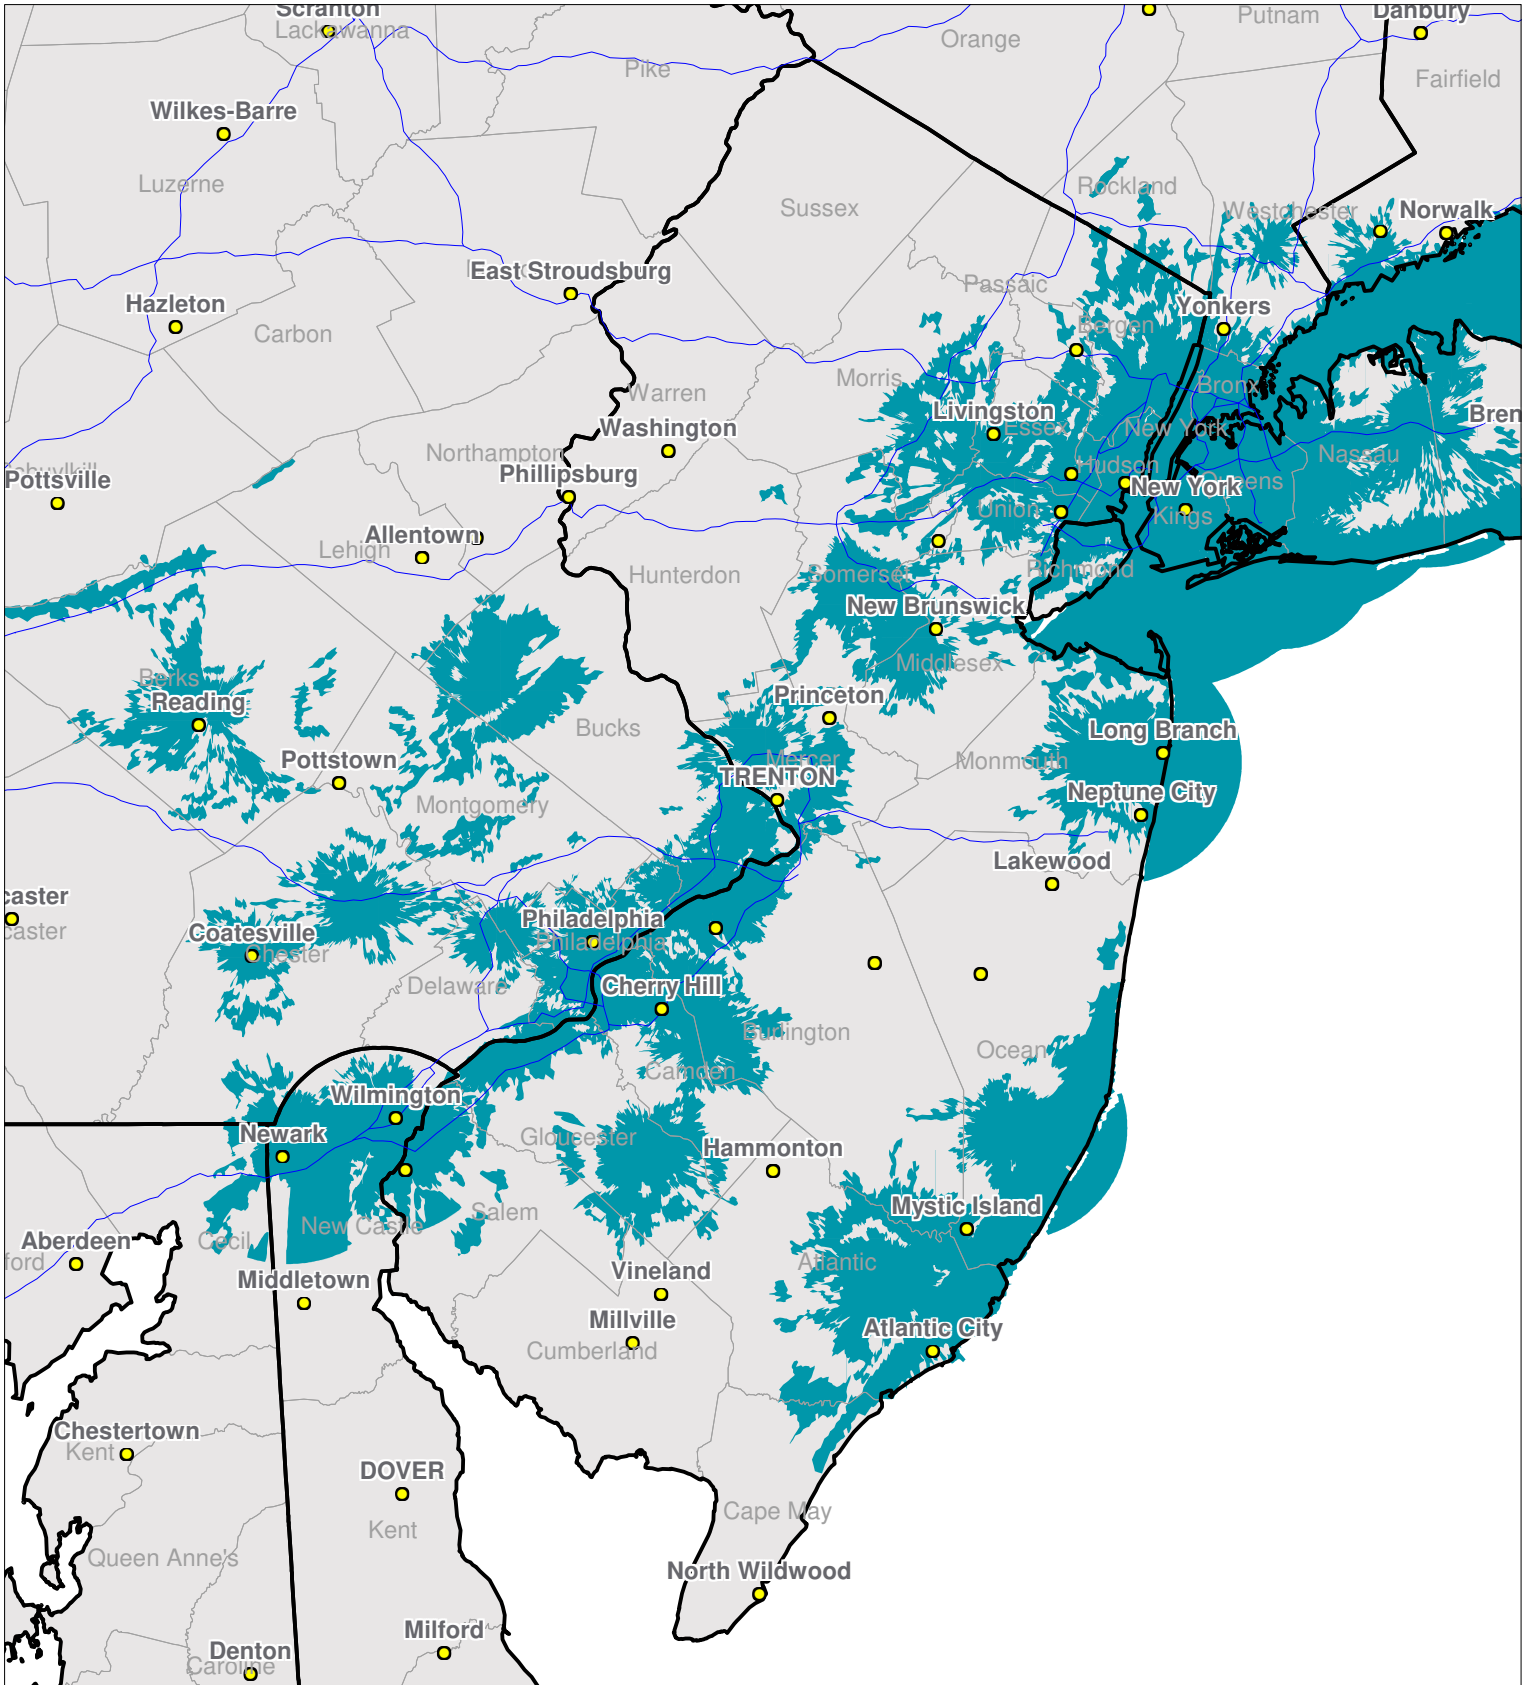 Scranton
Lackawanna
Putnam
Danbury
Orange
Pike
Fairfield
Wilkes-Barre
Luzerne
Rockland
Sussex
Westchester
Norwalk
East Stroudsburg
Passaic
Hazleton
Carbon
Yonkers
Bergen
Morris
Bronx
Warren
Livingston
Essex
New York
Bren
Washington
Northampton
Nassau
Hudson
Phillipsburg
Pottsville
New York
Queens
Union
Kings
Allentown
Lehigh
Hunterdon
Somerset
Richmond
New Brunswick
Middlesex
Berks
Reading
Princeton
Bucks
Long Branch
Pottstown
Mercer
Monmouth
TRENTON
Neptune City
Montgomery
Lakewood
caster
Philadelphia
caster
Coatesville
Philadelphia
Chester
Delaware
Cherry Hill
Burlington
Ocean
Camden
Wilmington
Newark
Gloucester
Hammonton
Salem
Mystic Island
New Castle
Cecil
Aberdeen
ford
Atlantic
Middletown
Vineland
Millville
Atlantic City
Cumberland
Chestertown
Kent
DOVER
Cape May
Kent
Queen Anne's
North Wildwood
Milford
Denton
Caroline